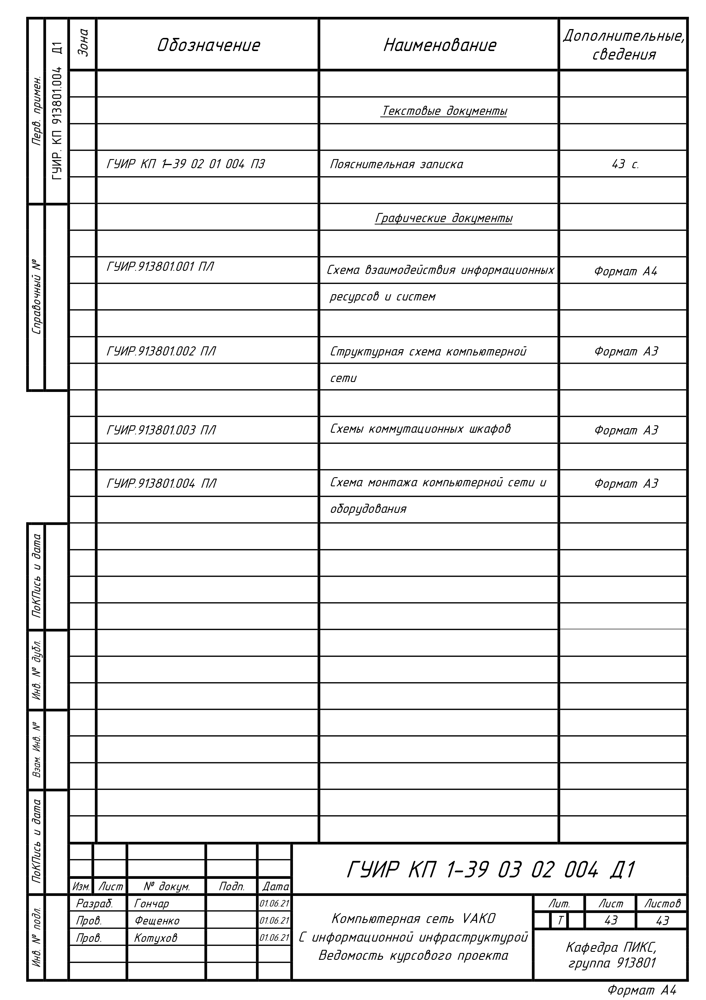 Перв. примен.
ГУИР. КП 913801.004 Д1
Справочный №
ПоКПись и дата
Инв. № дубл.
Взам. Инв. №
ПоКПись и дата
Инв. № подл.
Зона
Обозначение
Наименование
Дополнительные,
сведения
Текстовые документы
ГУИР КП 1-39 02 01 004 ПЗ
Пояснительная записка
43 с.
Графические документы
ГУИР.913801.001 ПЛ
Схема взаимодействия информационных
Формат А4
ресурсов и систем
ГУИР.913801.002 ПЛ
Структурная схема компьютерной
Формат А3
сети
ГУИР.913801.003 ПЛ
Схемы коммутационных шкафов
Формат А3
ГУИР.913801.004 ПЛ
Схема монтажа компьютерной сети и
Формат А3
оборудования
ГУИР КП 1-39 03 02 004 Д1
Изм. Лист № докум. Подп. Дата
Разраб. Гончар 01.06.21
Пров. Фещенко 01.06.21
Пров. Котухов 01.06.21
Компьютерная сеть VAKO
С информационной инфраструктурой
Ведомость курсового проекта
Лит. Лист Листов
Т 43 43
Кафедра ПИКС,
группа 913801
Формат А4